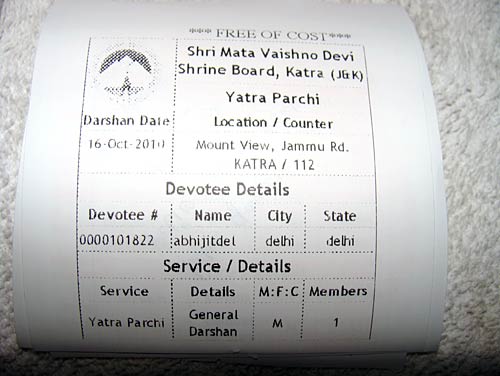 *** FREE OF COST***
Shri Mata Vaishno Devi
Shrine Board, Katra (J&K)
Yatra Parchi
Darshan Date
Location / Counter
16-Oct-2010
Mount View, Jammu Rd.
KATRA / 112
Devotee Details
Devotee # Name City State
0000101822 abhijitdel delhi delhi
Service / Details
Service Details M:F:C Members
Yatra Parchi General Darshan M 1